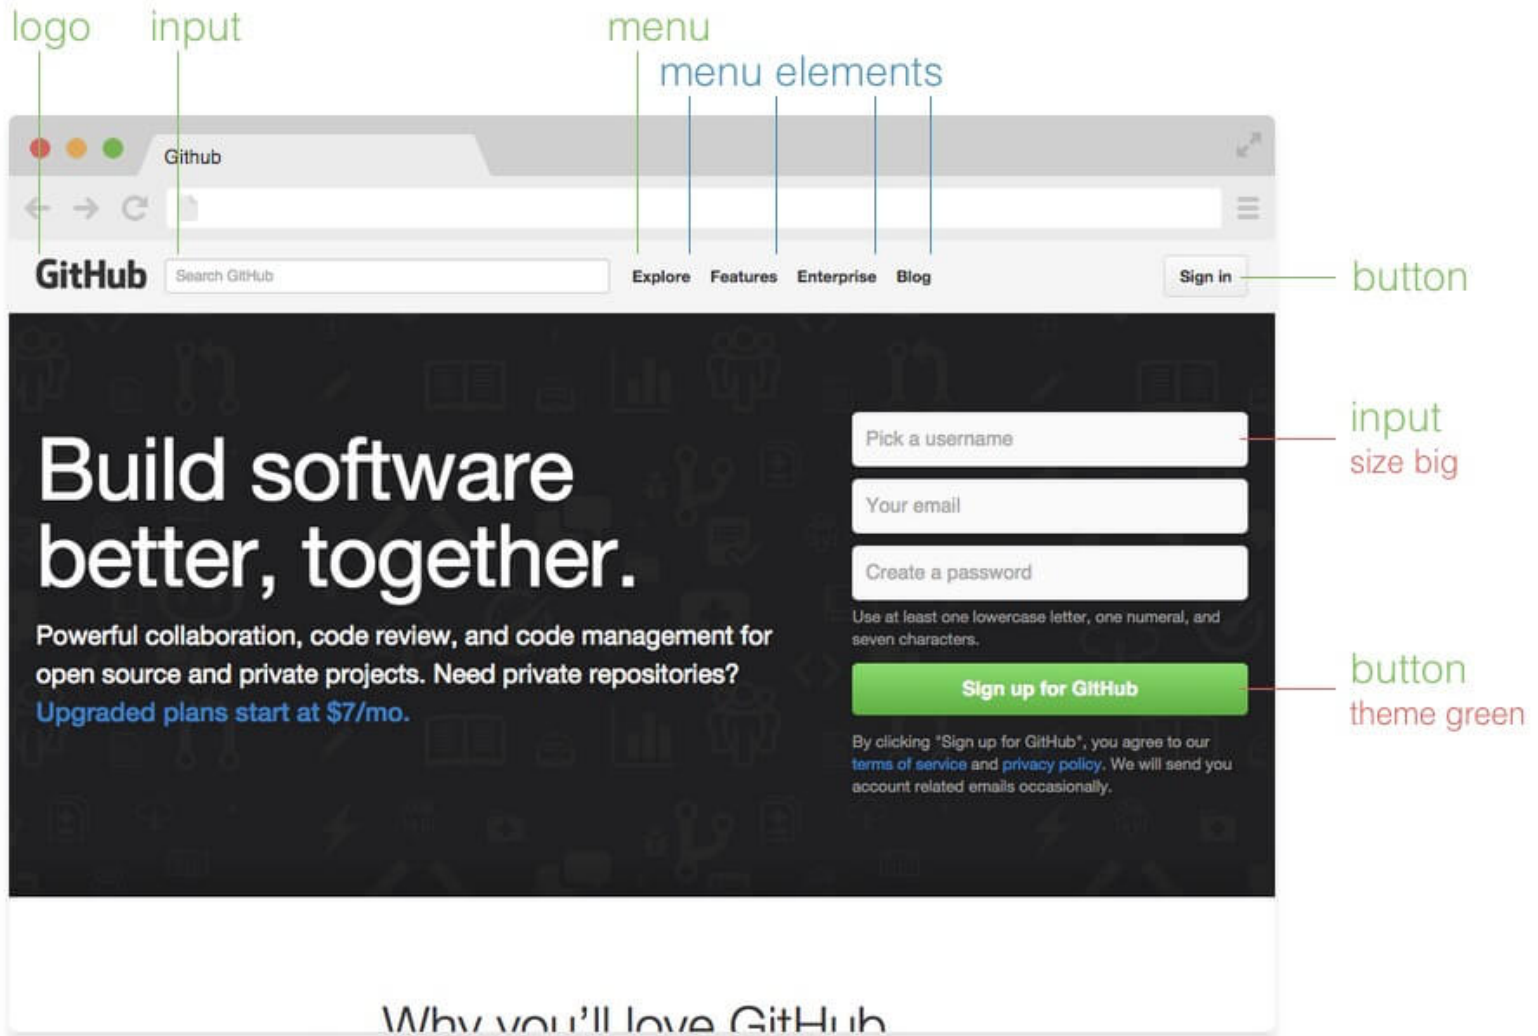 logo
input
menu
menu elements
Github
GitHub
Search GitHub
Explore
Features
Enterprise
Blog
Sign in
button
Build software
better, together.
Powerful collaboration, code review, and code management for
open source and private projects. Need private repositories?
Upgraded plans start at $7/mo.
Pick a username
input
size big
Your email
Create a password
Use at least one lowercase letter, one numeral, and
seven characters.
Sign up for GitHub
button
theme green
By clicking "Sign up for GitHub", you agree to our
terms of service and privacy policy. We will send you
account related emails occasionally.
Why you'll love GitHub